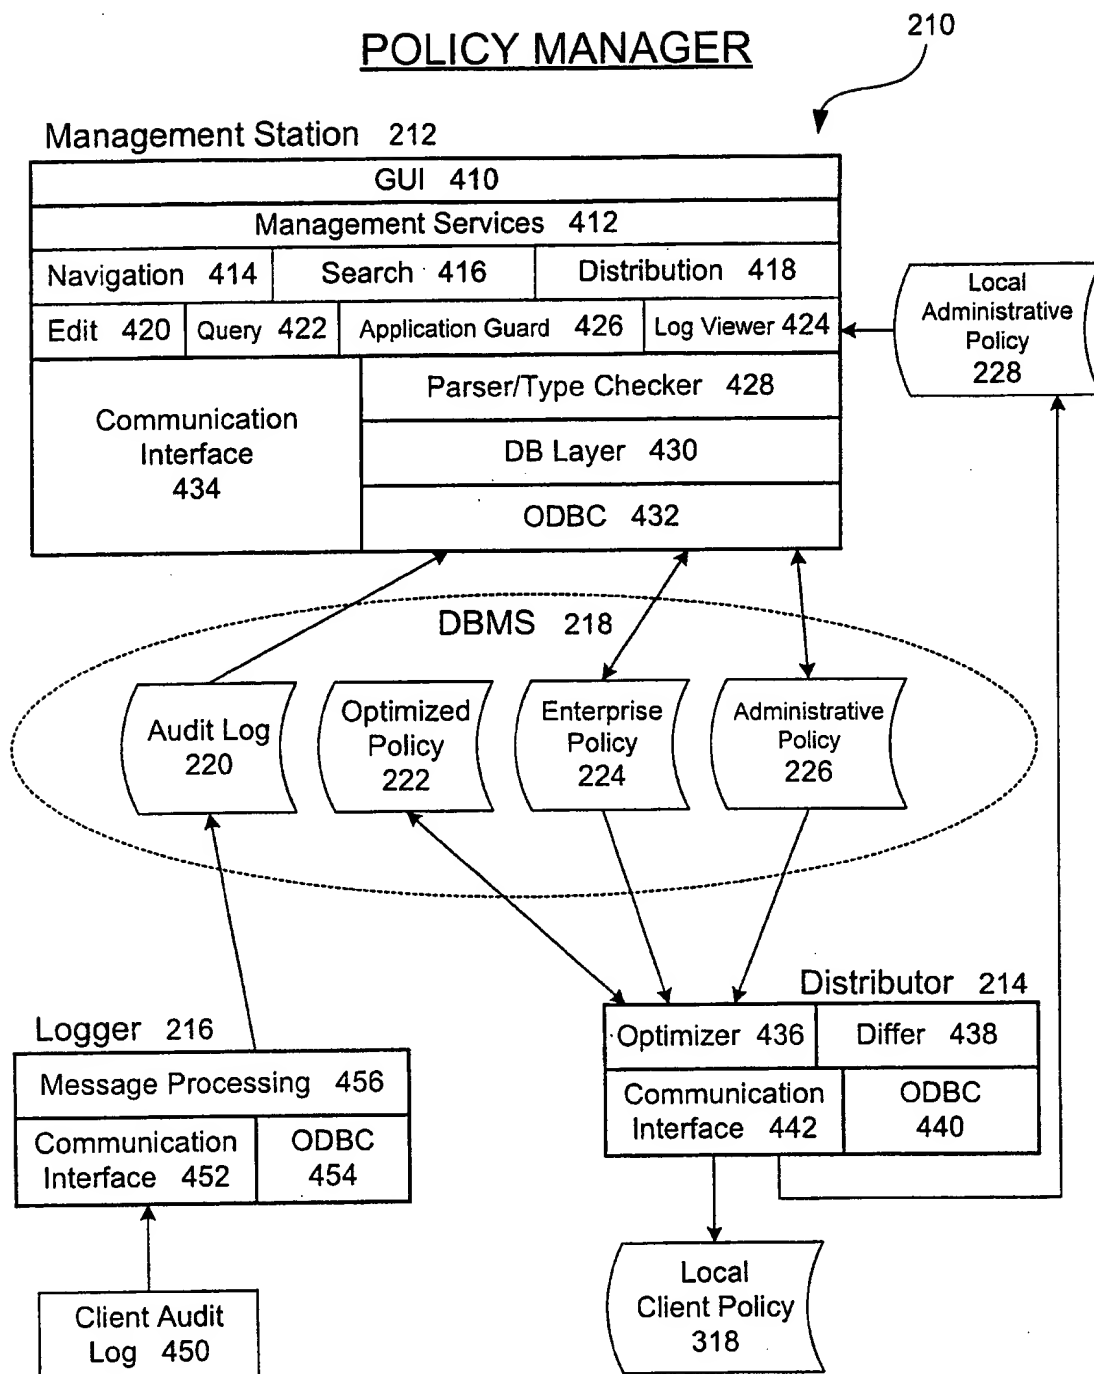 210
POLICY MANAGER
Management Station 212
GUI 410
Management Services 412
Navigation 414
Search 416
Distribution 418
Edit 420
Query 422
Application Guard 426
Log Viewer 424
Local
Administrative
Policy
228
Communication
Interface
434
Parser/Type Checker 428
DB Layer 430
ODBC 432
DBMS 218
Audit Log
220
Optimized
Policy
222
Enterprise
Policy
224
Administrative
Policy
226
Distributor 214
Optimizer 436
Differ 438
Communication
Interface 442
ODBC
440
Logger 216
Message Processing 456
Communication
Interface 452
ODBC
454
Client Audit
Log 450
Local
Client Policy
318